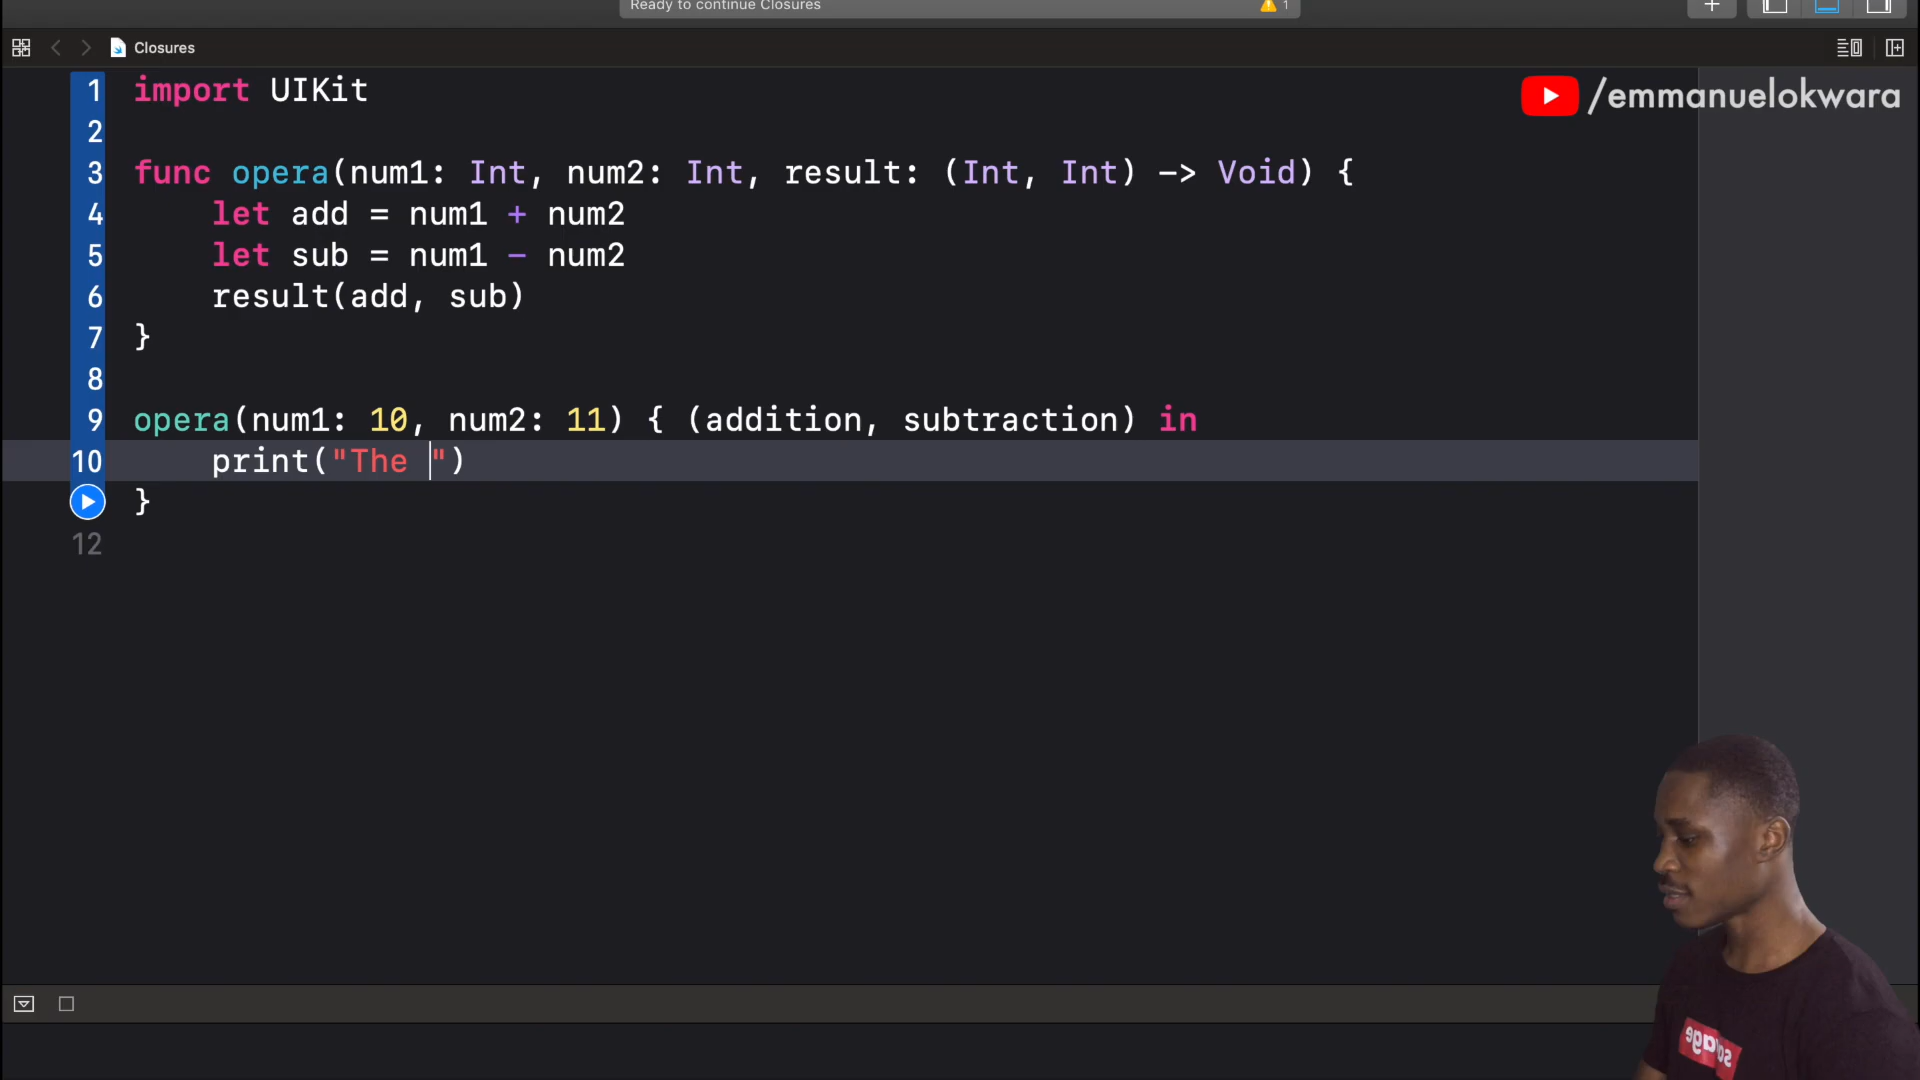 Ready to continue Closures
1
Closures
/emmanuelokwara
1 import UIKit
2
3 func opera(num1: Int, num2: Int, result: (Int, Int) -> Void) {
4 let add = num1 + num2
5 let sub = num1 - num2
6 result(add, sub)
7 }
8
9 opera(num1: 10, num2: 11) { (addition, subtraction) in
10 print("The ")
}
12